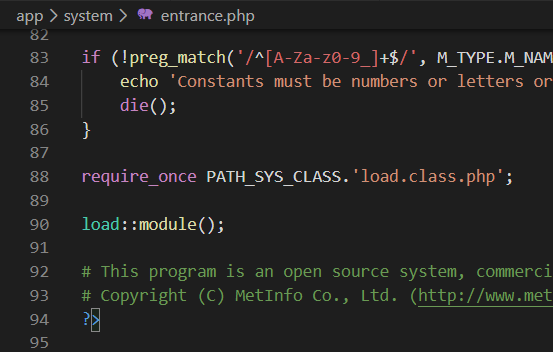 app > system > entrance.php
82
83 if (!preg_match('/^[A-Za-z0-9_]+$/', M_TYPE.M_NAM
84 echo 'Constants must be numbers or letters or
85 die();
86 }
87
88 require_once PATH_SYS_CLASS.'load.class.php';
89
90 load::module();
91
92 # This program is an open source system, commerci
93 # Copyright (C) MetInfo Co., Ltd. (http://www.met
94 ?>
95